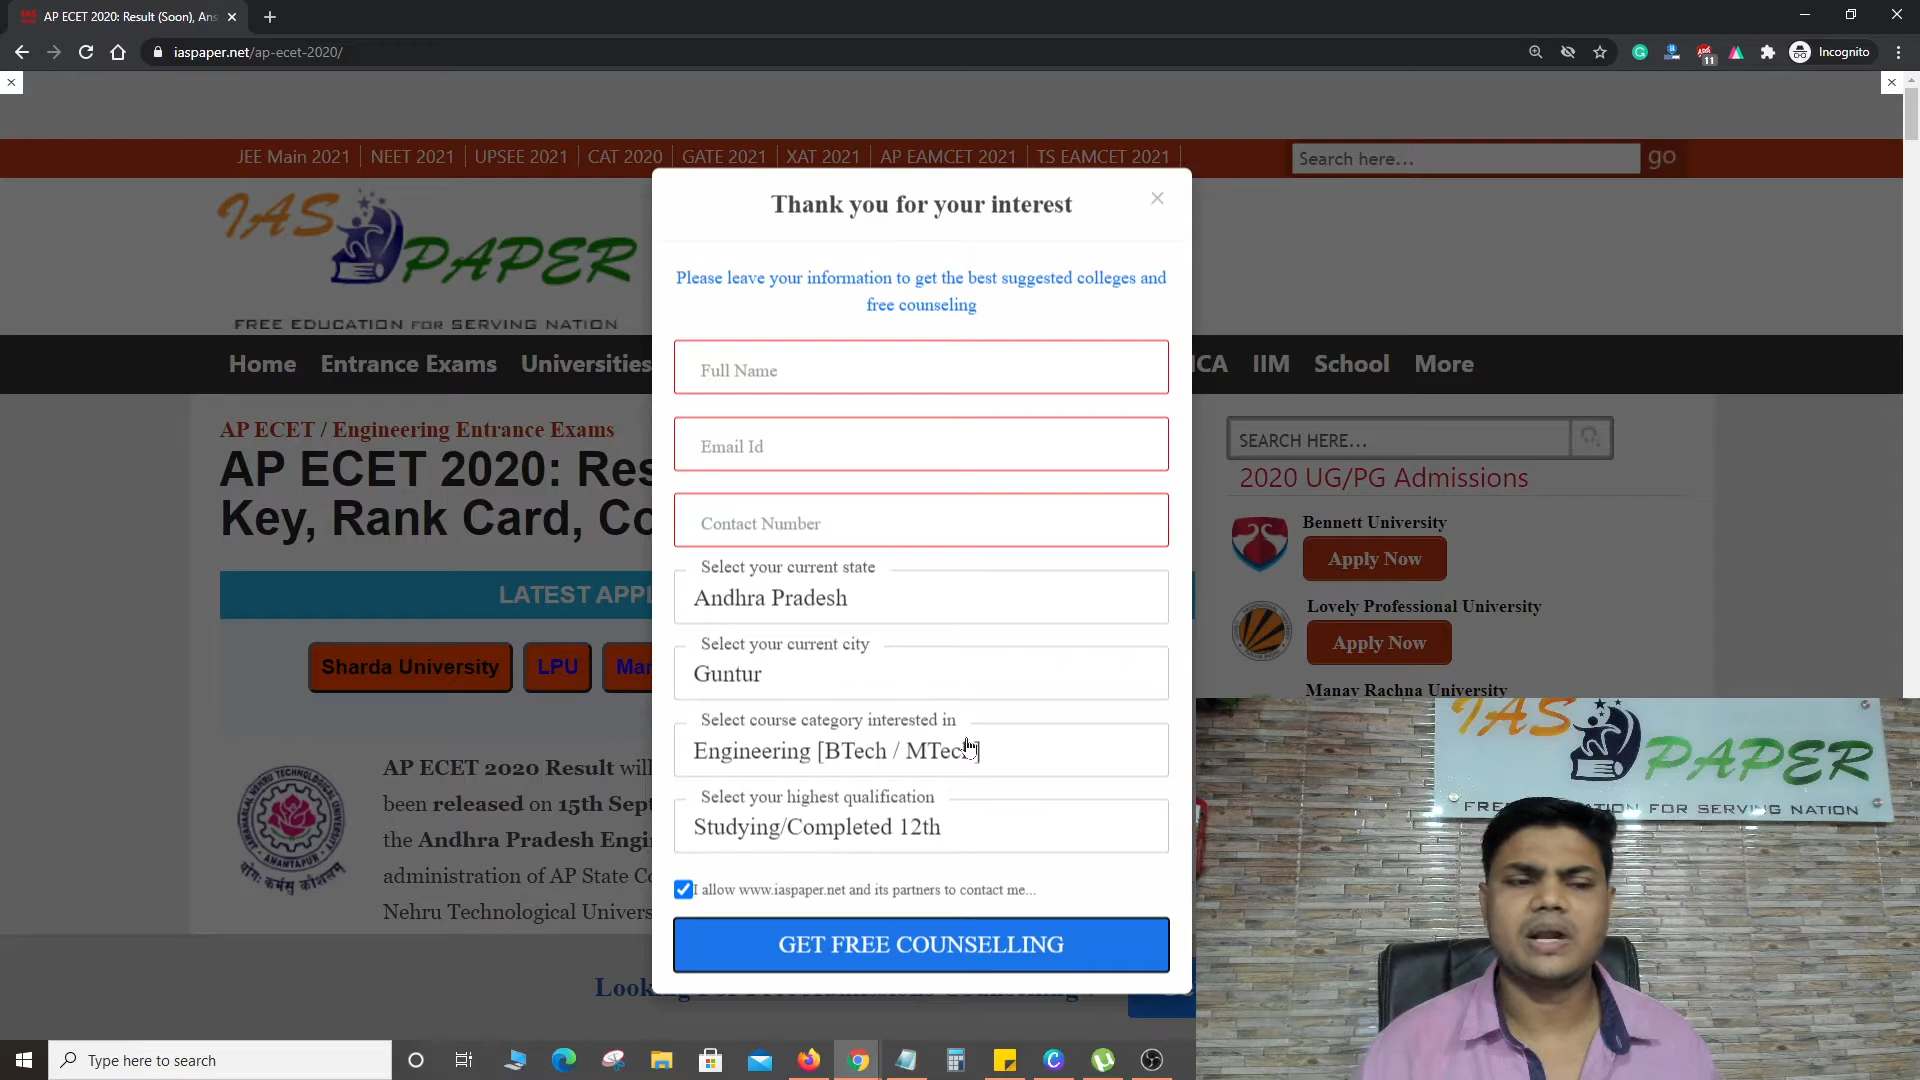 AP ECET 2020: Result (Soon), Ans
iaspaper.net/ap-ecet-2020/
11
Incognito
JEE Main 2021 NEET 2021 UPSEE 2021 CAT 2020 GATE 2021 XAT 2021 AP EAMCET 2021 TS EAMCET 2021
Search here...
go
IAS
PAPER
FREE EDUCATION FOR SERVING NATION
Home Entrance Exams Universities
CA IIM School More
AP ECET / Engineering Entrance Exams
AP ECET 2020: Res
Key, Rank Card, Co
LATEST APPL
Sharda University LPU Man
AP ECET 2020 Result will
been released on 15th Sept
the Andhra Pradesh Engi
administration of AP State Co
Nehru Technological Univers
Thank you for your interest
Please leave your information to get the best suggested colleges and
free counseling
Full Name
Email Id
Contact Number
Select your current state
Andhra Pradesh
Select your current city
Guntur
Select course category interested in
Engineering [BTech / MTech]
Select your highest qualification
Studying/Completed 12th
I allow www.iaspaper.net and its partners to contact me...
GET FREE COUNSELLING
SEARCH HERE...
2020 UG/PG Admissions
Bennett University
Apply Now
Lovely Professional University
Apply Now
Manav Rachna University
IAS
PAPER
FREE EDUCATION FOR SERVING NATION
Type here to search